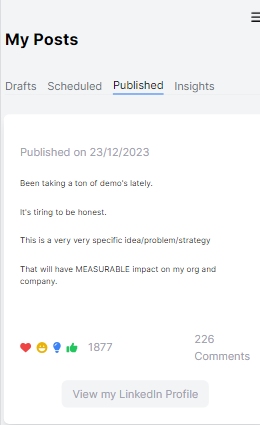 My Posts
Drafts Scheduled Published Insights
Published on 23/12/2023
Been taking a ton of demo's lately.
It's tiring to be honest.
This is a very very specific idea/problem/strategy
That will have MEASURABLE impact on my org and
company.
1877
226
Comments
View my LinkedIn Profile